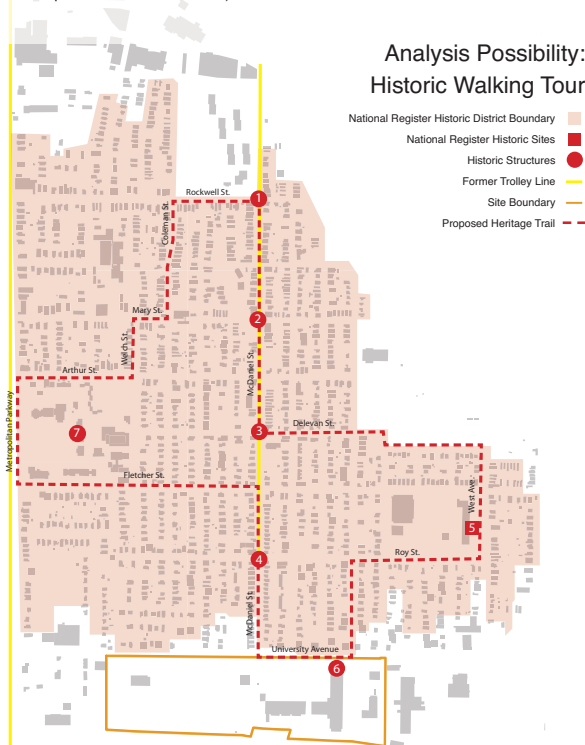 Analysis Possibility:
Historic Walking Tour
National Register Historic District Boundary
National Register Historic Sites
Historic Structures
Former Trolley Line
Site Boundary
Proposed Heritage Trail
Rockwell St.
1
Coleman St.
Mary St.
2
Welch St.
McDaniel St.
Arthur St.
Metropolitan Parkway
7
3
Delevan St.
Fletcher St.
West Ave.
5
4
Roy St.
McDaniel St.
University Avenue
6